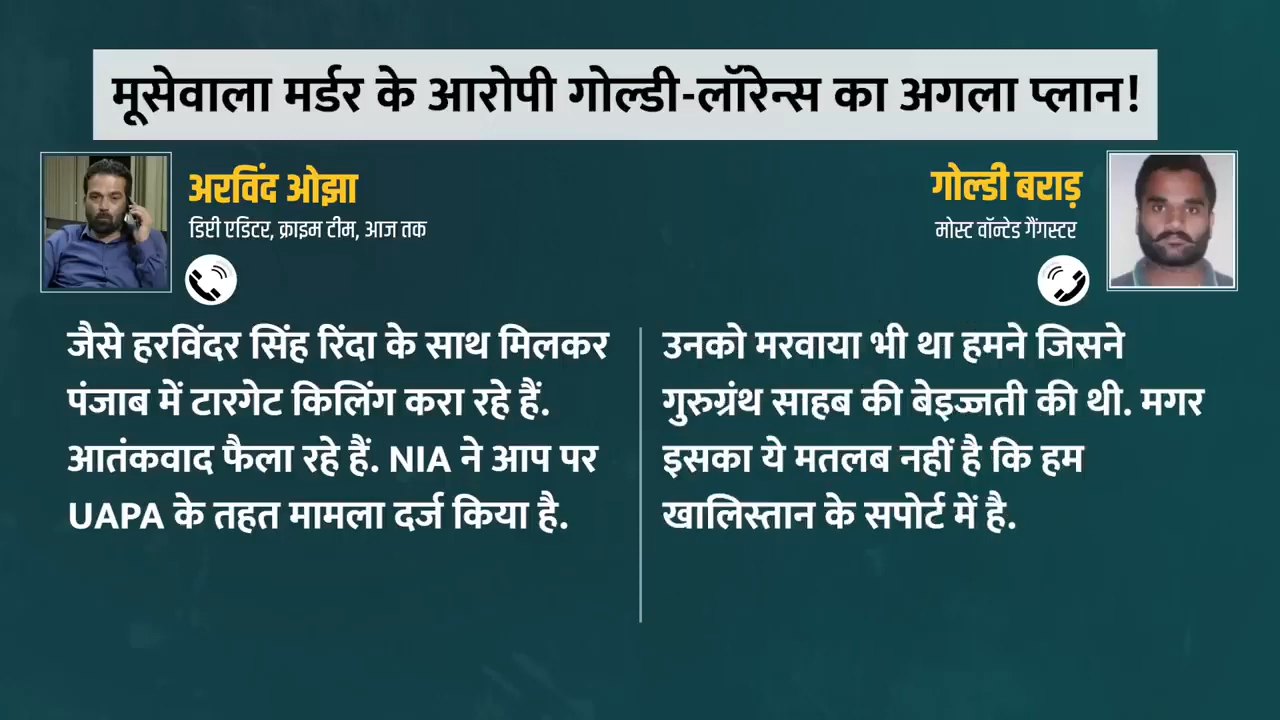 मूसेवाला मर्डर के आरोपी गोल्डी-लॉरेन्स का अगला प्लान!
अरविंद ओझा
डिप्टी एडिटर, क्राइम टीम, आज तक
गोल्डी बराड़
मोस्ट वॉन्टेड गैंगस्टर
जैसे हरविंदर सिंह रिंदा के साथ मिलकर
पंजाब में टारगेट किलिंग करा रहे हैं.
आतंकवाद फैला रहे हैं. NIA ने आप पर
UAPA के तहत मामला दर्ज किया है.
उनको मरवाया भी था हमने जिसने
गुरुग्रंथ साहब की बेइज्जती की थी. मगर
इसका ये मतलब नहीं है कि हम
खालिस्तान के सपोर्ट में है.